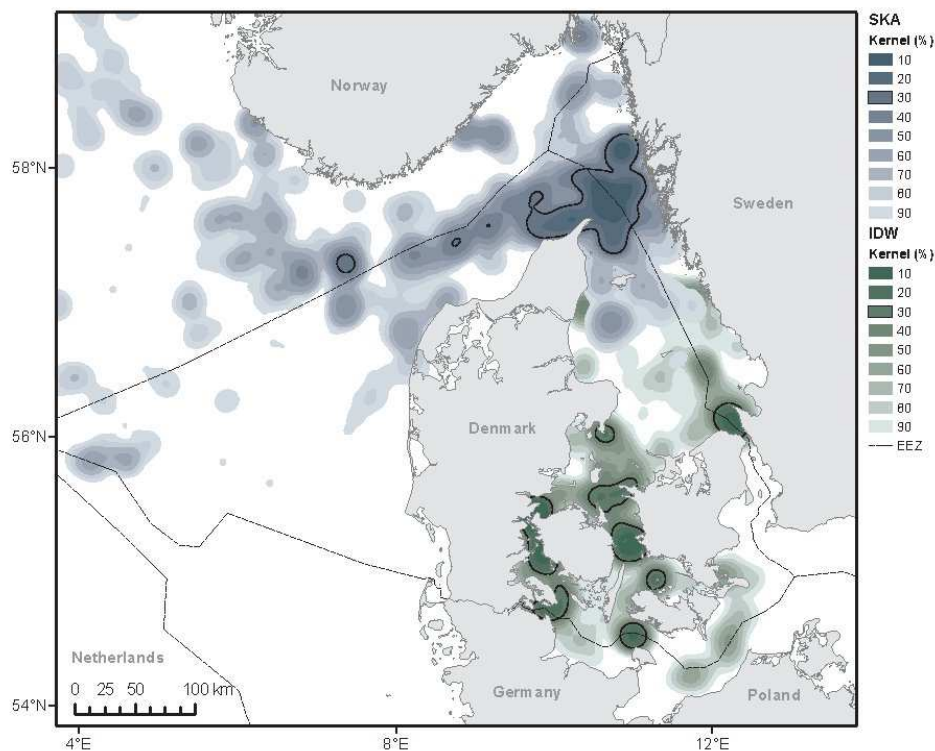 SKA
Kernel (%)
10
20
30
40
50
60
70
80
90
IDW
Kernel (%)
10
20
30
40
50
60
70
80
90
EEZ
Norway
58°N
Sweden
56°N
Denmark
Netherlands
0 25 50 100 km
Germany
Poland
54°N
4°E
8°E
12°E